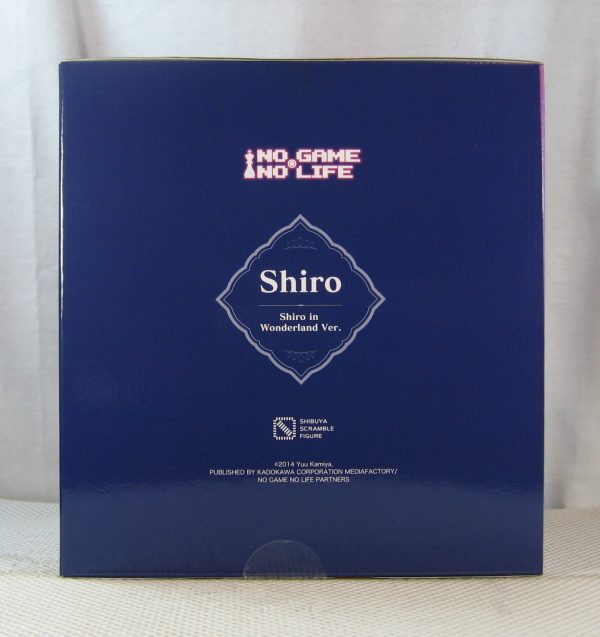 NO GAME
NO LIFE
Shiro
Shiro in
Wonderland Ver.
SHIBUYA
SCRAMBLE
FIGURE
©2014 Yuu Kamiya.
PUBLISHED BY KADOKAWA CORPORATION MEDIAFACTORY/
NO GAME NO LIFE PARTNERS